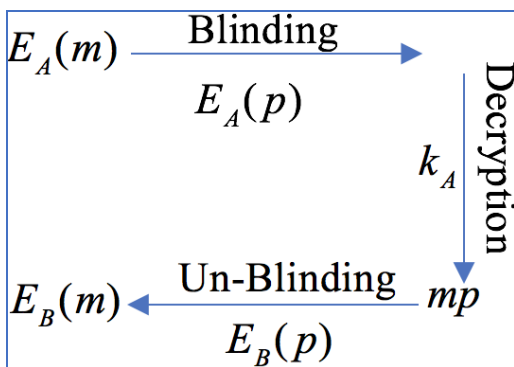 E_A(m)
Blinding
E_A(p)
Decryption
k_A
Un-Blinding
E_B(m)
mp
E_B(p)